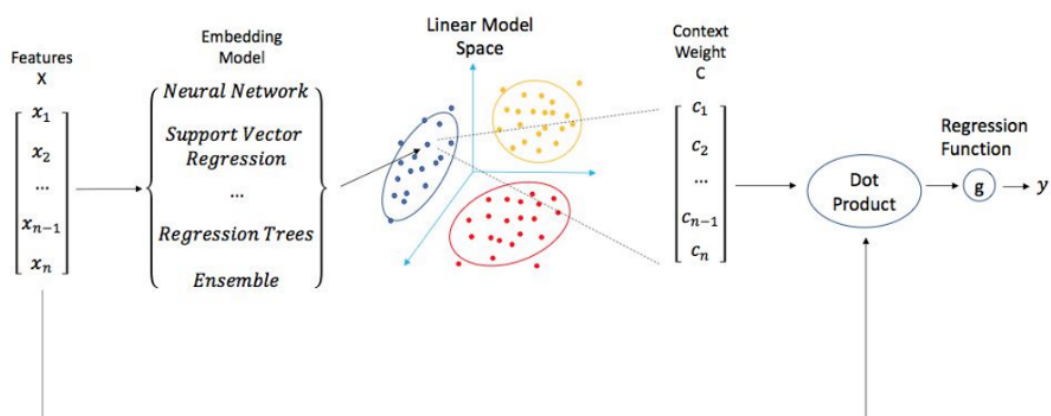 Features
X
x₁
x₂
...
xₙ₋₁
xₙ
Embedding
Model
Neural Network
Support Vector
Regression
...
Regression Trees
Ensemble
Linear Model
Space
Context
Weight
C
c₁
c₂
...
cₙ₋₁
cₙ
Dot
Product
Regression
Function
g
y